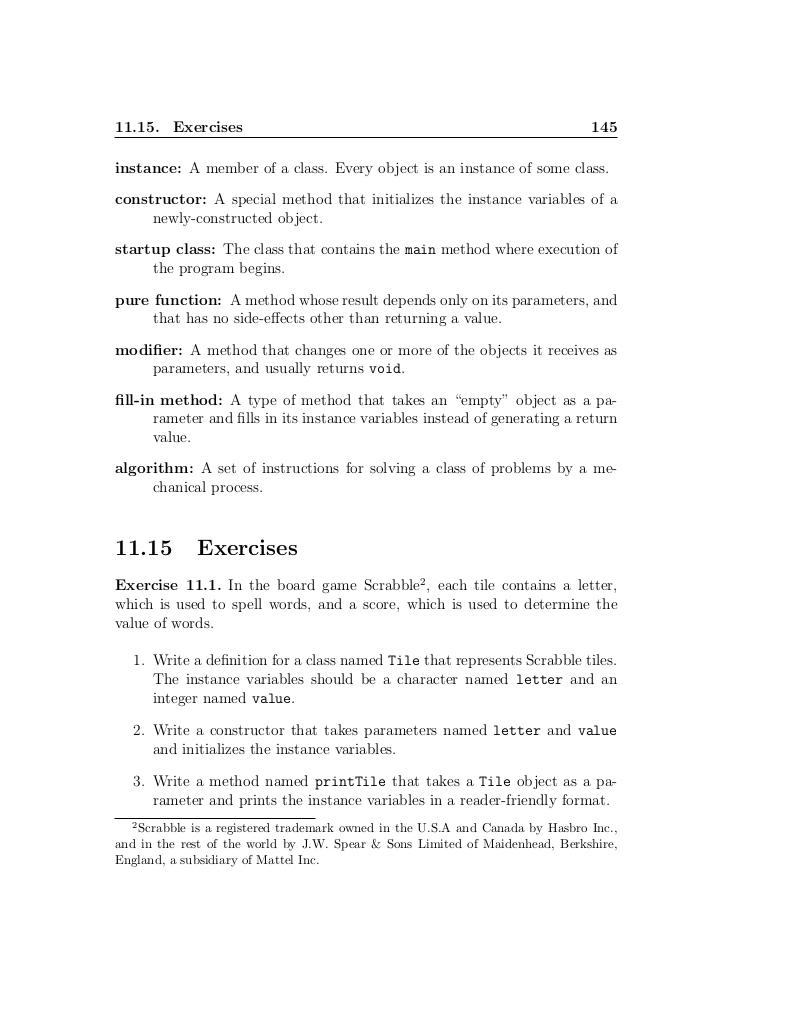 11.15. Exercises 145
instance: A member of a class. Every object is an instance of some class.
constructor: A special method that initializes the instance variables of a
newly-constructed object.
startup class: The class that contains the main method where execution of
the program begins.
pure function: A method whose result depends only on its parameters, and
that has no side-effects other than returning a value.
modifier: A method that changes one or more of the objects it receives as
parameters, and usually returns void.
fill-in method: A type of method that takes an “empty” object as a pa-
rameter and fills in its instance variables instead of generating a return
value.
algorithm: A set of instructions for solving a class of problems by a me-
chanical process.
11.15 Exercises
Exercise 11.1. In the board game Scrabble², each tile contains a letter,
which is used to spell words, and a score, which is used to determine the
value of words.
1. Write a definition for a class named Tile that represents Scrabble tiles.
The instance variables should be a character named letter and an
integer named value.
2. Write a constructor that takes parameters named letter and value
and initializes the instance variables.
3. Write a method named printTile that takes a Tile object as a pa-
rameter and prints the instance variables in a reader-friendly format.
²Scrabble is a registered trademark owned in the U.S.A and Canada by Hasbro Inc.,
and in the rest of the world by J.W. Spear & Sons Limited of Maidenhead, Berkshire,
England, a subsidiary of Mattel Inc.